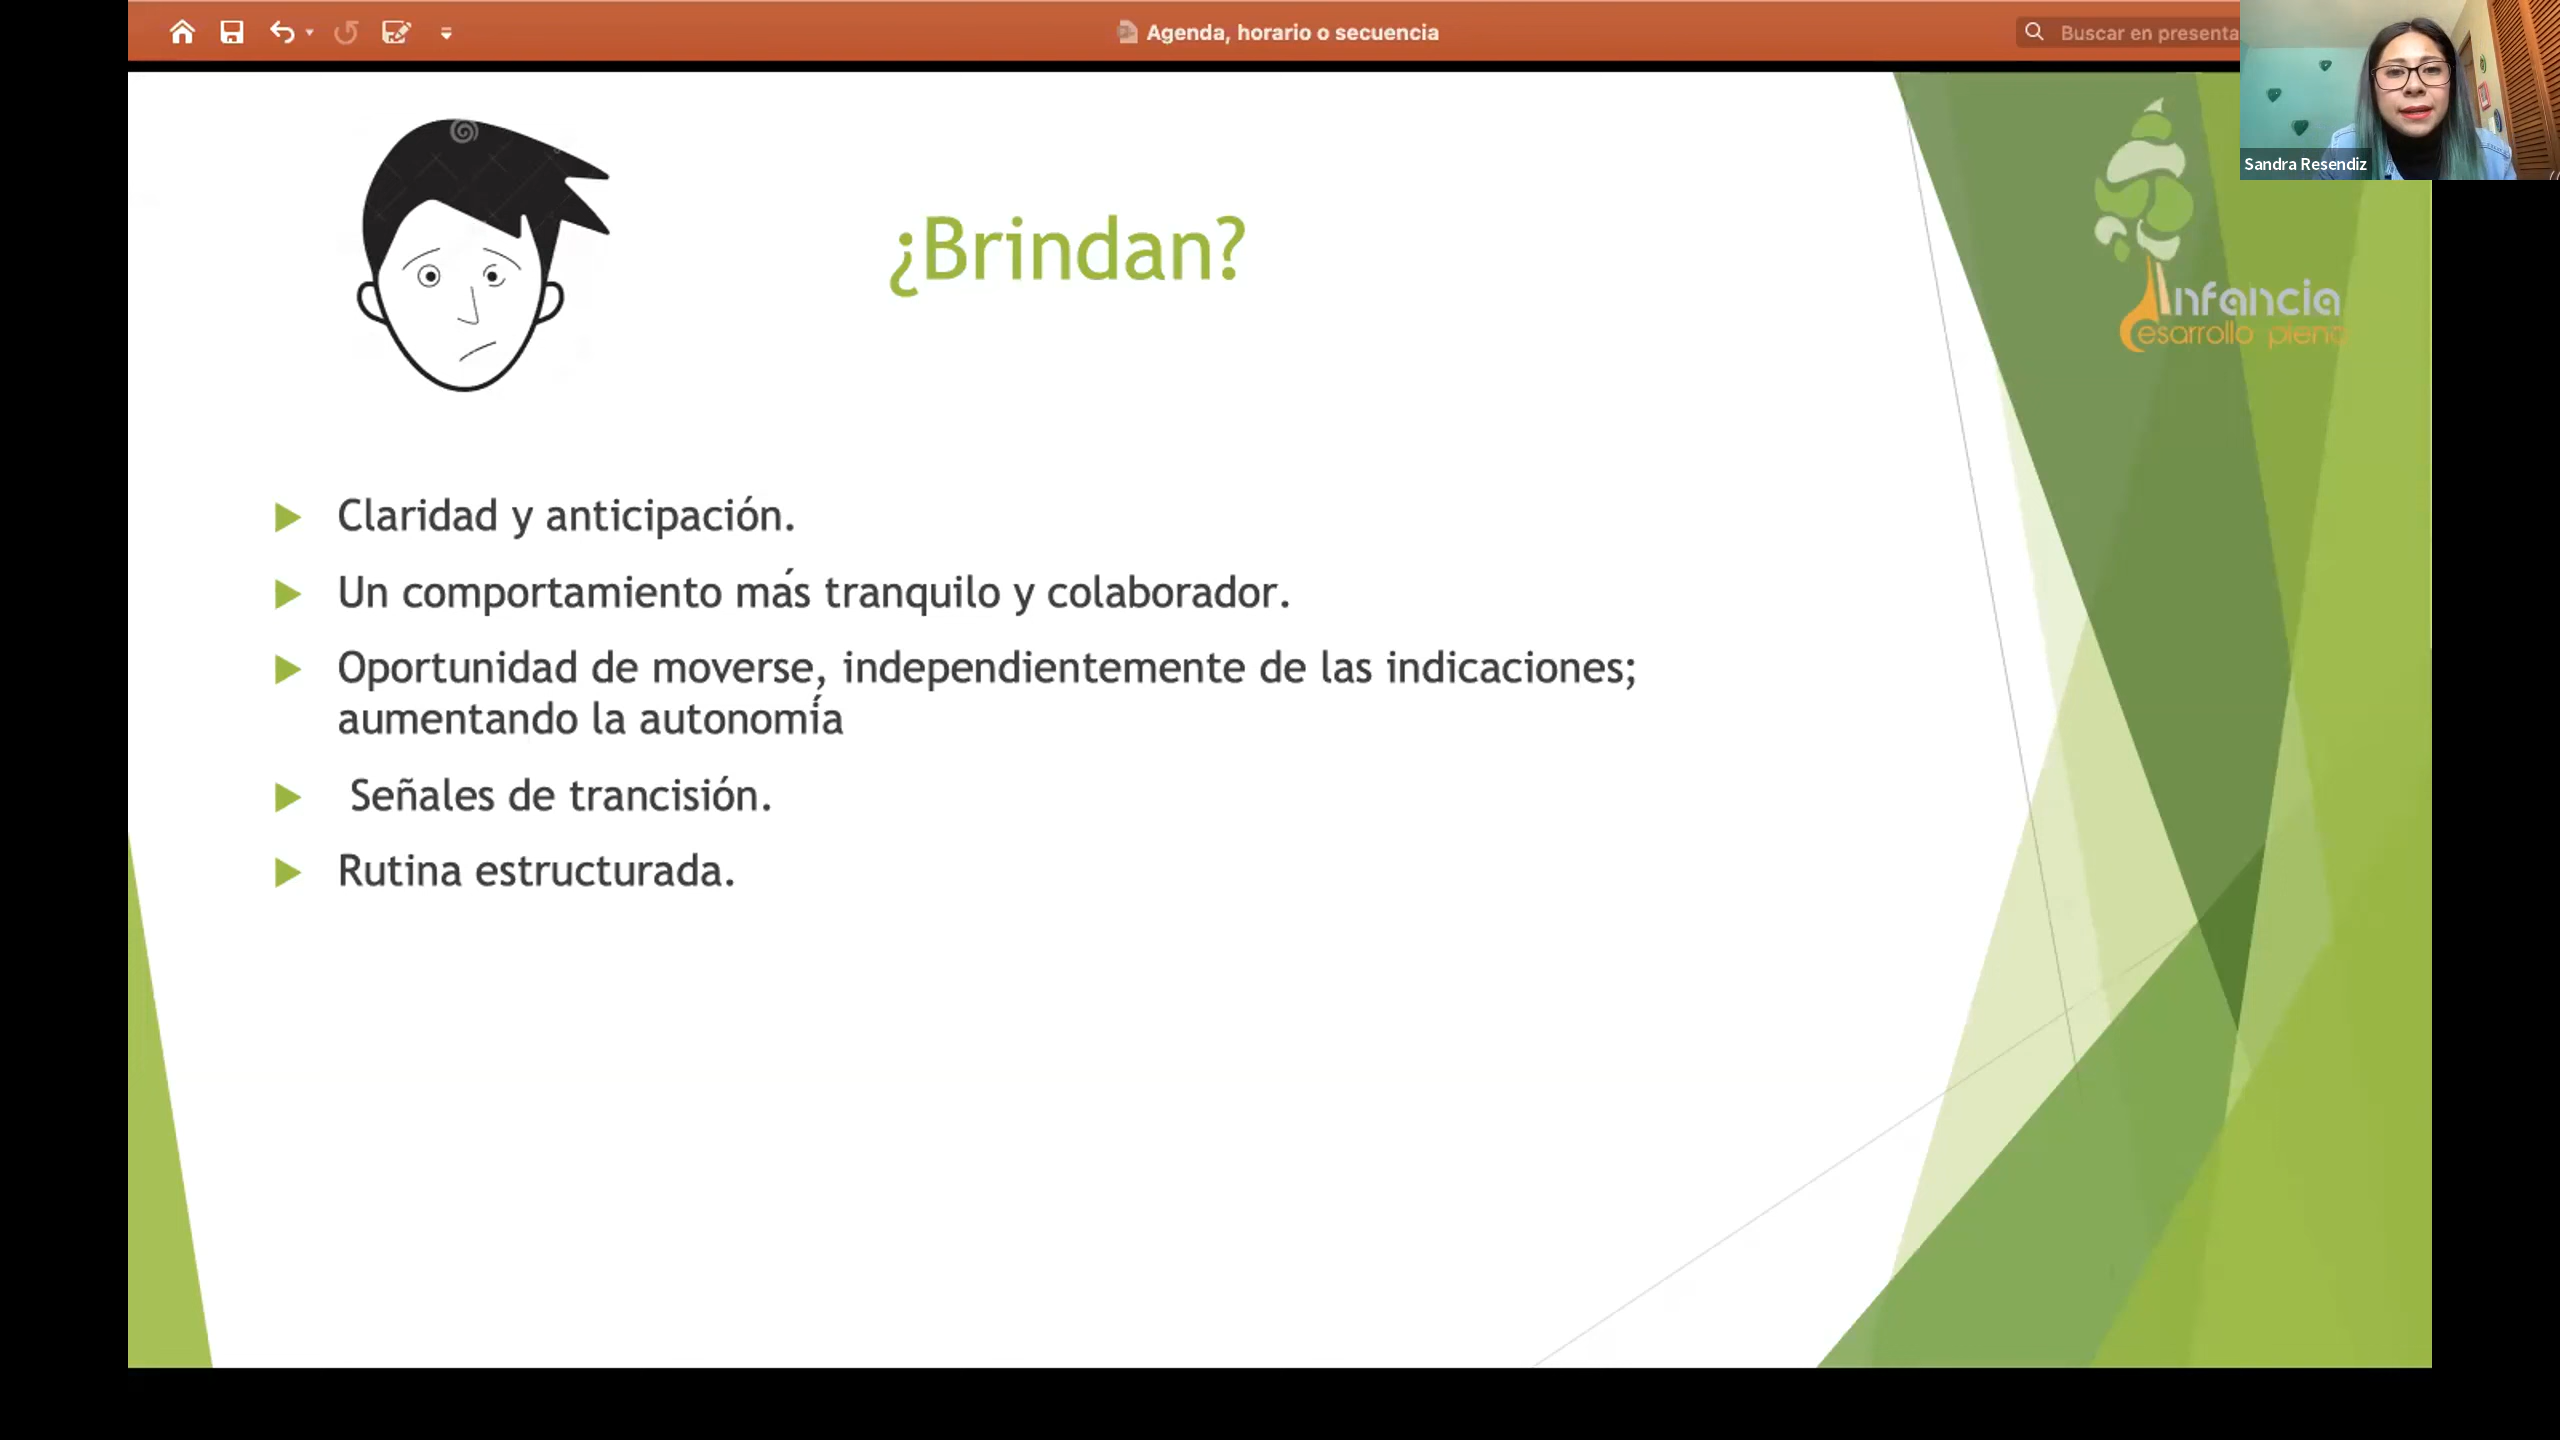 Agenda, horario o secuencia
Buscar en presenta
Sandra Resendiz
¿Brindan?
Infancia
Desarrollo pleno
Claridad y anticipación.
Un comportamiento más tranquilo y colaborador.
Oportunidad de moverse, independientemente de las indicaciones;
aumentando la autonomía
Señales de trancisión.
Rutina estructurada.